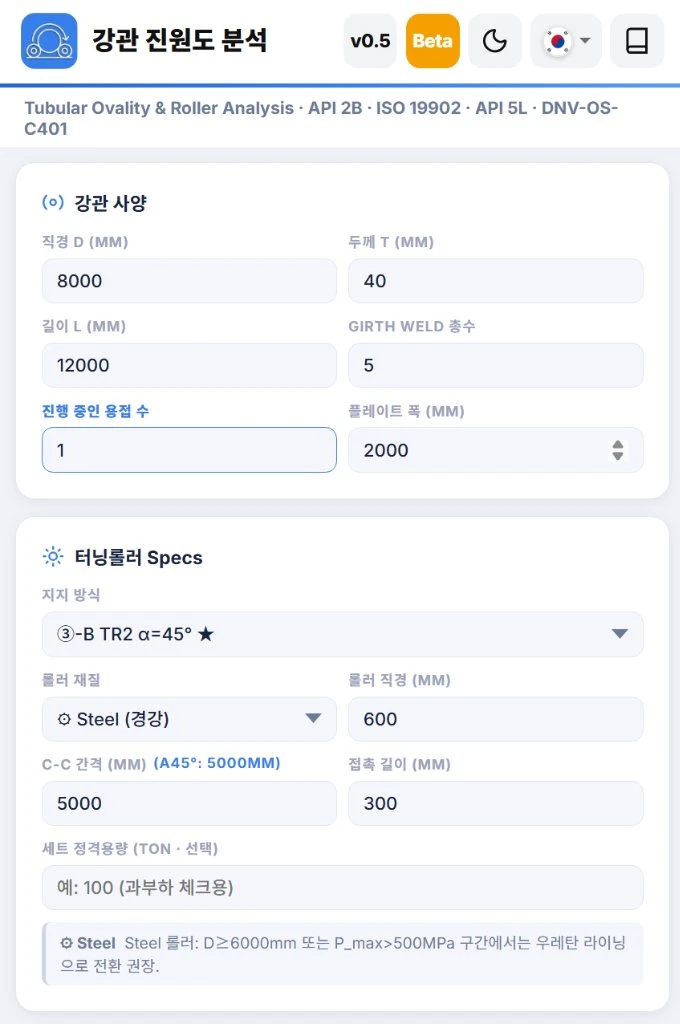 강관 진원도 분석
v0.5
Beta
Tubular Ovality & Roller Analysis · API 2B · ISO 19902 · API 5L · DNV-OS-
C401
강관 사양
직경 D (MM)
두께 T (MM)
8000
40
길이 L (MM)
GIRTH WELD 총수
12000
5
진행 중인 용접 수
플레이트 폭 (MM)
1
2000
터닝롤러 Specs
지지 방식
③-B TR2 α=45° ★
롤러 재질
롤러 직경 (MM)
⚙ Steel (경강)
600
C-C 간격 (MM) (A45°: 5000MM)
접촉 길이 (MM)
5000
300
세트 정격용량 (TON · 선택)
예: 100 (과부하 체크용)
⚙ Steel Steel 롤러: D≥6000mm 또는 P_max>500MPa 구간에서는 우레탄 라이닝
으로 전환 권장.